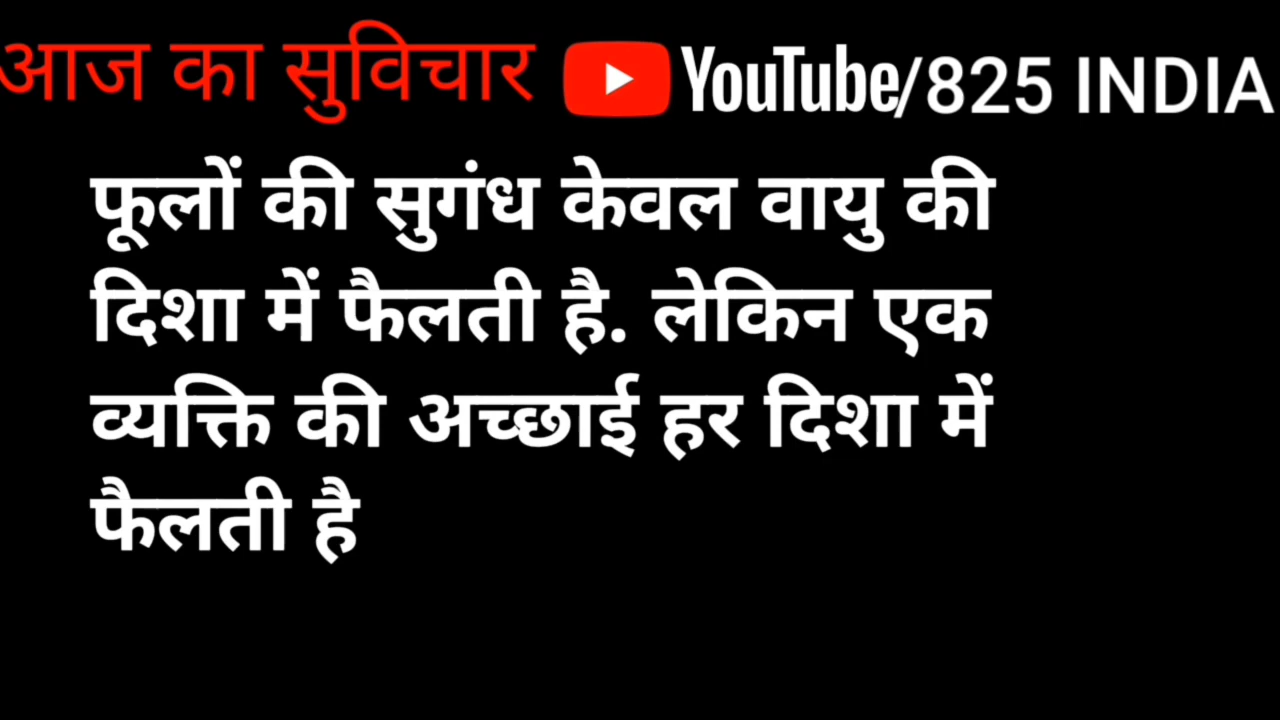 आज का सुविचार YouTube/825 INDIA
फूलों की सुगंध केवल वायु की
दिशा में फैलती है. लेकिन एक
व्यक्ति की अच्छाई हर दिशा में
फैलती है